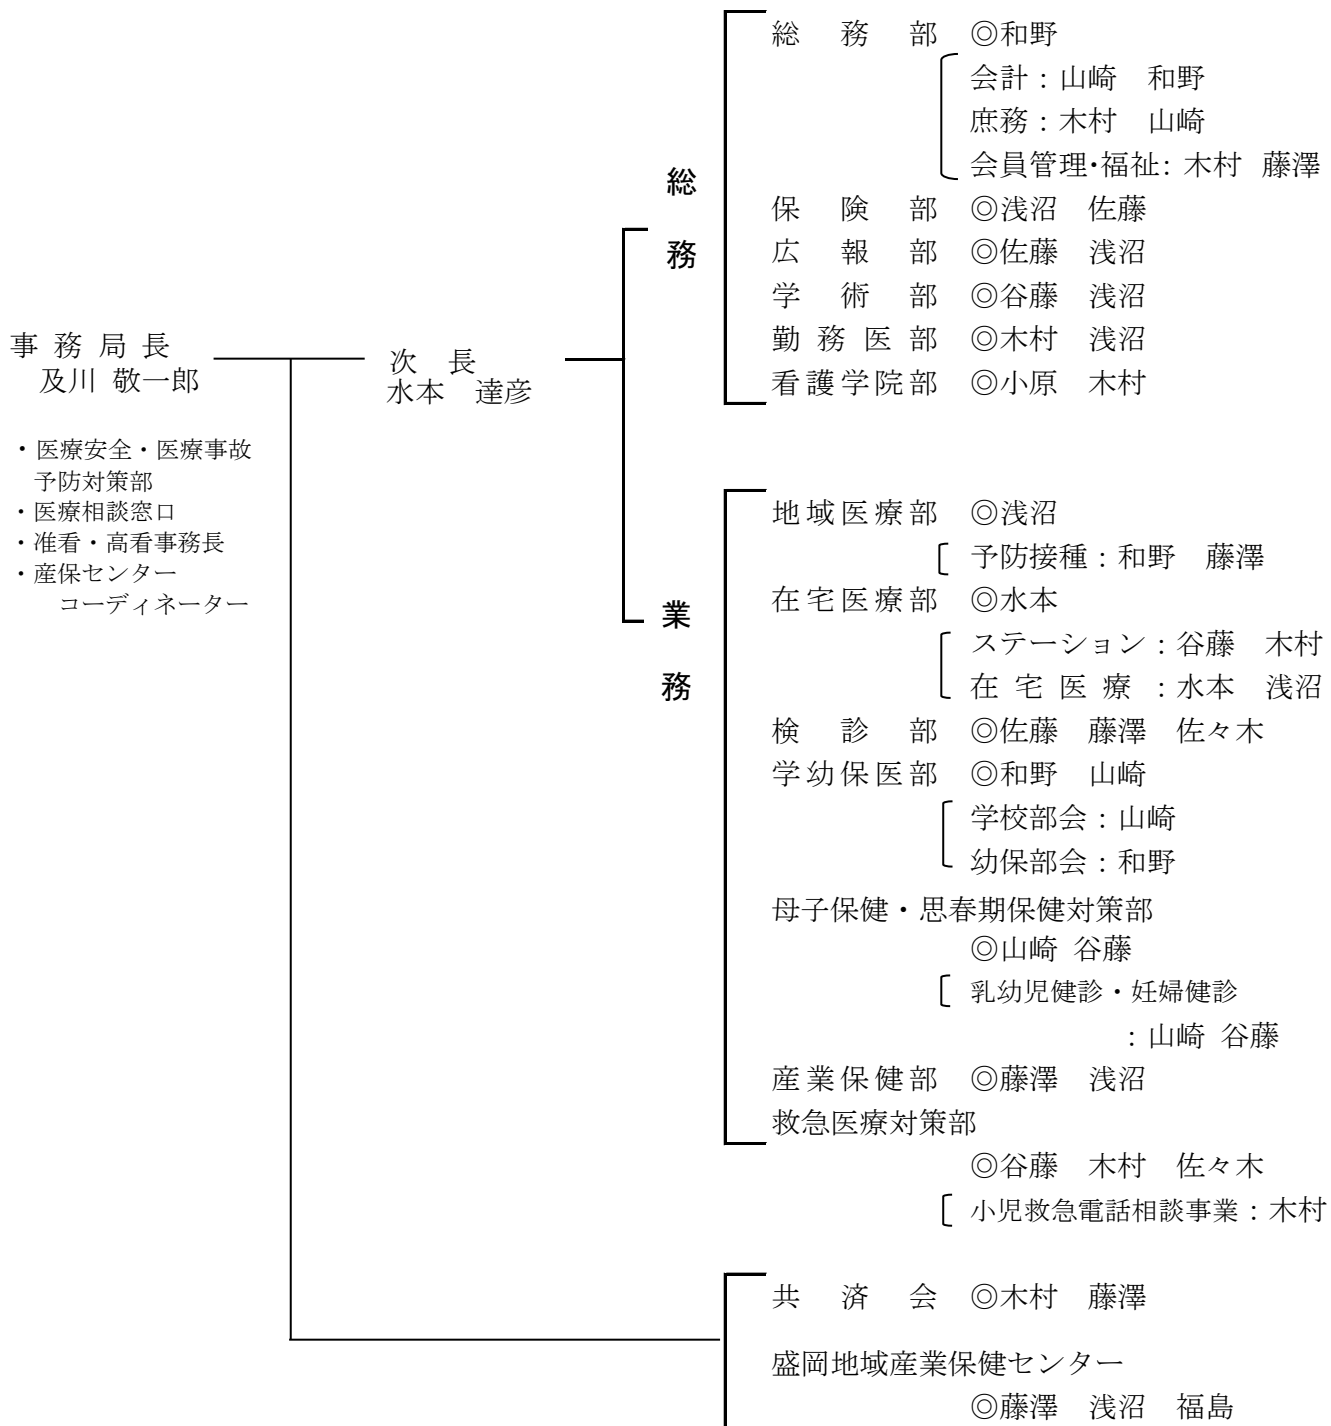 事務局長
及川 敬一郎
・医療安全・医療事故
予防対策部
・医療相談窓口
・准看・高看事務長
・産保センター
コーディネーター
次 長
水本 達彦
総務
総務部 ◎和野
会計：山崎 和野
庶務：木村 山崎
会員管理・福祉：木村 藤澤
保険部 ◎浅沼 佐藤
広報部 ◎佐藤 浅沼
学術部 ◎谷藤 浅沼
勤務医部 ◎木村 浅沼
看護学院部 ◎小原 木村
業務
地域医療部 ◎浅沼
予防接種：和野 藤澤
在宅医療部 ◎水本
ステーション：谷藤 木村
在宅医療：水本 浅沼
検診部 ◎佐藤 藤澤 佐々木
学幼保医部 ◎和野 山崎
学校部会：山崎
幼保部会：和野
母子保健・思春期保健対策部
◎山崎 谷藤
乳幼児健診・妊婦健診
：山崎 谷藤
産業保健部 ◎藤澤 浅沼
救急医療対策部
◎谷藤 木村 佐々木
小児救急電話相談事業：木村
共済会 ◎木村 藤澤
盛岡地域産業保健センター
◎藤澤 浅沼 福島